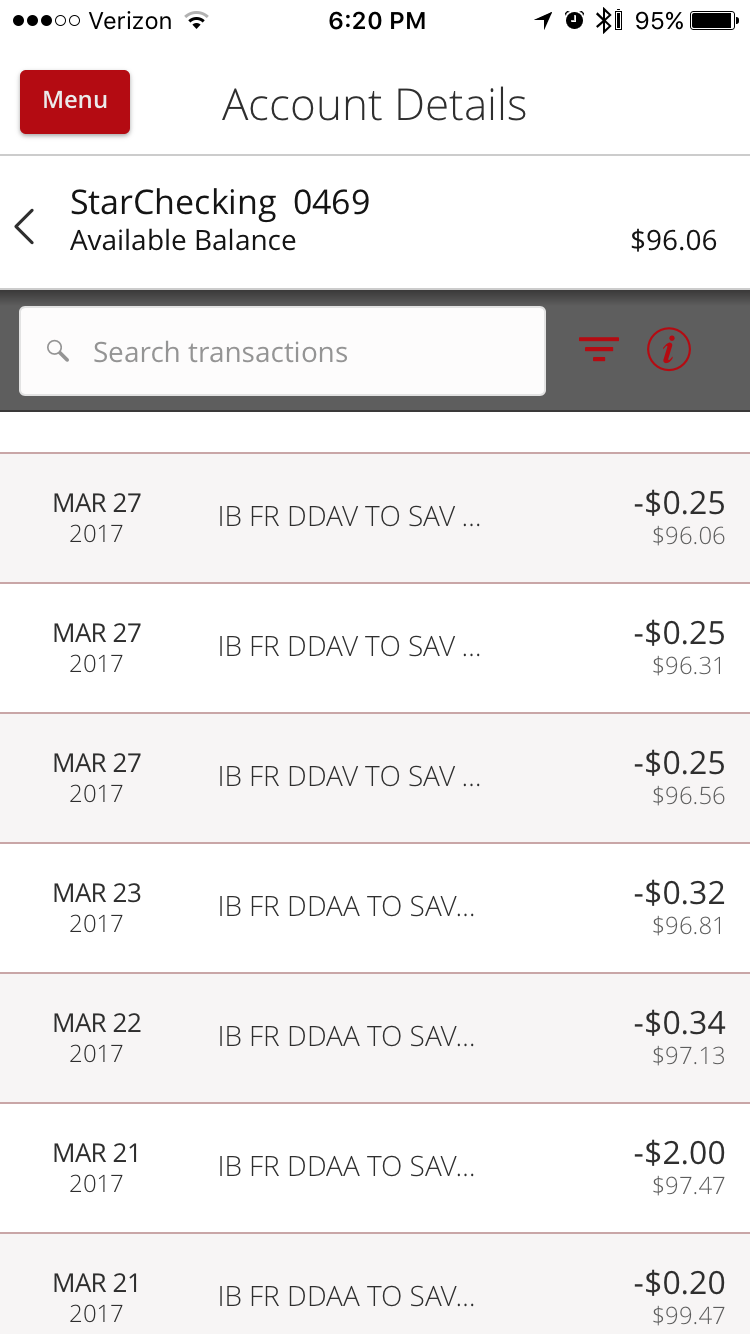 Verizon 6:20 PM 95%
Menu Account Details
StarChecking 0469
Available Balance $96.06
Search transactions
MAR 27 IB FR DDAV TO SAV ... -$0.25
2017 $96.06
MAR 27 IB FR DDAV TO SAV ... -$0.25
2017 $96.31
MAR 27 IB FR DDAV TO SAV ... -$0.25
2017 $96.56
MAR 23 IB FR DDAA TO SAV... -$0.32
2017 $96.81
MAR 22 IB FR DDAA TO SAV... -$0.34
2017 $97.13
MAR 21 IB FR DDAA TO SAV... -$2.00
2017 $97.47
MAR 21 IB FR DDAA TO SAV... -$0.20
2017 $99.47